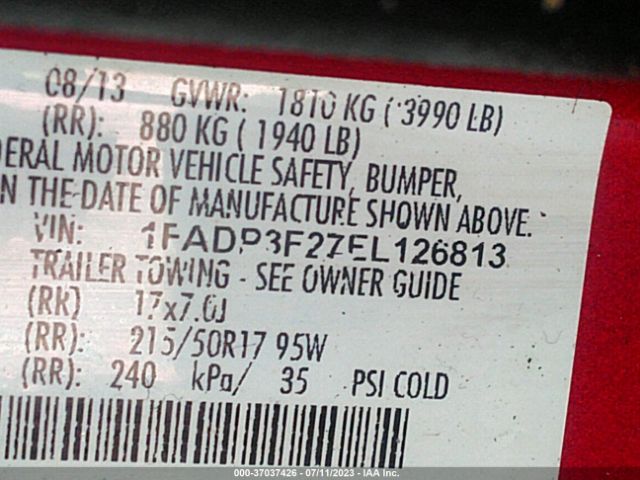 08/13 GVWR: 1810 KG ( 3990 LB)
(RR): 880 KG ( 1940 LB)
DERAL MOTOR VEHICLE SAFETY, BUMPER,
N THE DATE OF MANUFACTURE SHOWN ABOVE.
VIN: 1FADP3F27EL126813
TRAILER TOWING - SEE OWNER GUIDE
(RR) 17x7.0J
(RR): 215/50R17 95W
(RR): 240 kPa/ 35 PSI COLD
000-37037426 - 07/11/2023 - IAA Inc.